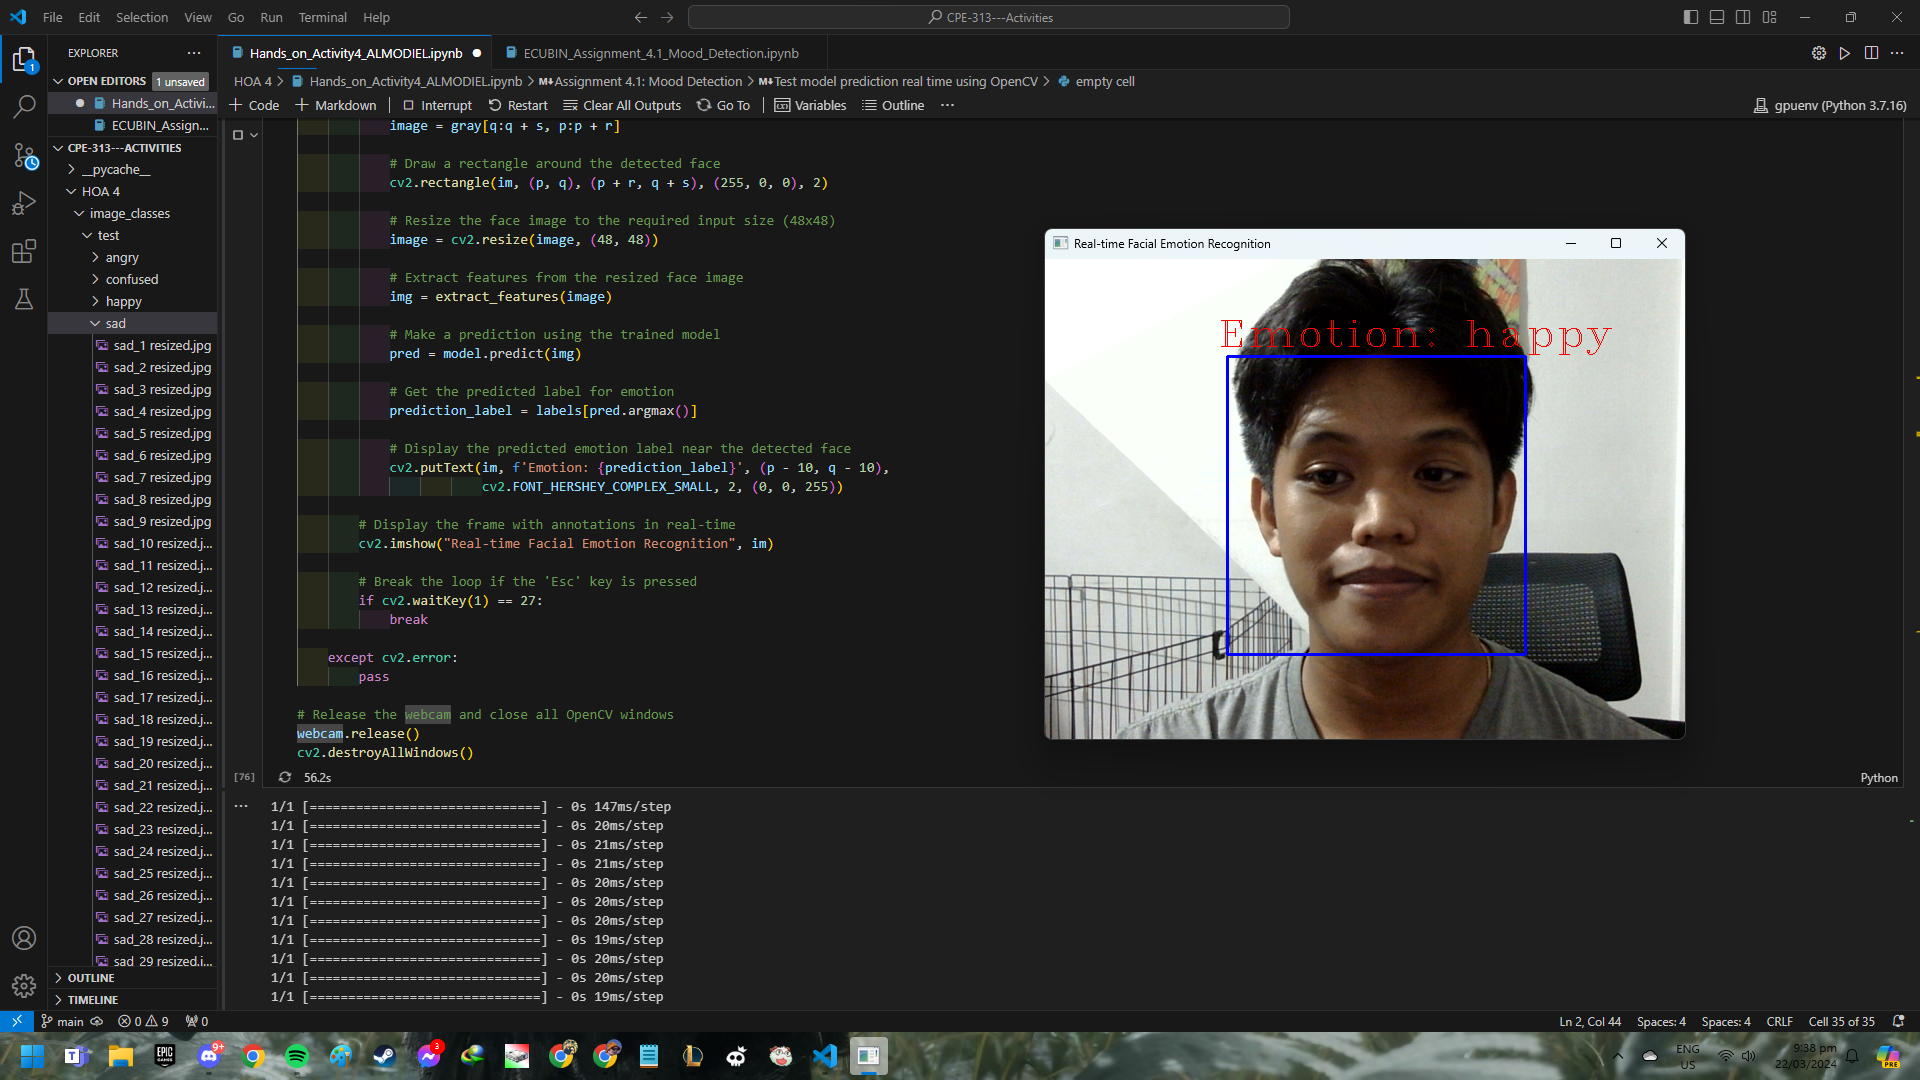 File Edit Selection View Go Run Terminal Help
CPE-313---Activities
EXPLORER
OPEN EDITORS 1 unsaved
Hands_on_Activi...
ECUBIN_Assign...
CPE-313---ACTIVITIES
__pycache__
HOA 4
image_classes
test
angry
confused
happy
sad
sad_1 resized.jpg
sad_2 resized.jpg
sad_3 resized.jpg
sad_4 resized.jpg
sad_5 resized.jpg
sad_6 resized.jpg
sad_7 resized.jpg
sad_8 resized.jpg
sad_9 resized.jpg
sad_10 resized.j...
sad_11 resized.j...
sad_12 resized.j...
sad_13 resized.j...
sad_14 resized.j...
sad_15 resized.j...
sad_16 resized.j...
sad_17 resized.j...
sad_18 resized.j...
sad_19 resized.j...
sad_20 resized.j...
sad_21 resized.j...
sad_22 resized.j...
sad_23 resized.j...
sad_24 resized.j...
sad_25 resized.j...
sad_26 resized.j...
sad_27 resized.j...
sad_28 resized.j...
sad_29 resized.j...
OUTLINE
TIMELINE
Hands_on_Activity4_ALMODIEL.ipynb
ECUBIN_Assignment_4.1_Mood_Detection.ipynb
HOA 4 > Hands_on_Activity4_ALMODIEL.ipynb > M+Assignment 4.1: Mood Detection > M+Test model prediction real time using OpenCV > empty cell
+ Code + Markdown Interrupt Restart Clear All Outputs Go To Variables Outline ...
gpuenv (Python 3.7.16)
image = gray[q:q + s, p:p + r]
# Draw a rectangle around the detected face
cv2.rectangle(im, (p, q), (p + r, q + s), (255, 0, 0), 2)
# Resize the face image to the required input size (48x48)
image = cv2.resize(image, (48, 48))
# Extract features from the resized face image
img = extract_features(image)
# Make a prediction using the trained model
pred = model.predict(img)
# Get the predicted label for emotion
prediction_label = labels[pred.argmax()]
# Display the predicted emotion label near the detected face
cv2.putText(im, f'Emotion: {prediction_label}', (p - 10, q - 10),
cv2.FONT_HERSHEY_COMPLEX_SMALL, 2, (0, 0, 255))
# Display the frame with annotations in real-time
cv2.imshow("Real-time Facial Emotion Recognition", im)
# Break the loop if the 'Esc' key is pressed
if cv2.waitKey(1) == 27:
break
except cv2.error:
pass
# Release the webcam and close all OpenCV windows
webcam.release()
cv2.destroyAllWindows()
[76] 56.2s
Python
1/1 [==============================] - 0s 147ms/step
1/1 [==============================] - 0s 20ms/step
1/1 [==============================] - 0s 21ms/step
1/1 [==============================] - 0s 21ms/step
1/1 [==============================] - 0s 20ms/step
1/1 [==============================] - 0s 20ms/step
1/1 [==============================] - 0s 20ms/step
1/1 [==============================] - 0s 19ms/step
1/1 [==============================] - 0s 20ms/step
1/1 [==============================] - 0s 20ms/step
1/1 [==============================] - 0s 19ms/step
Real-time Facial Emotion Recognition
Emotion: happy
main 0 9 0
Ln 2, Col 44 Spaces: 4 Spaces: 4 CRLF Cell 35 of 35
EPIC GAMES
9+
3
ENG
US
9:38 pm
22/03/2024
PRE